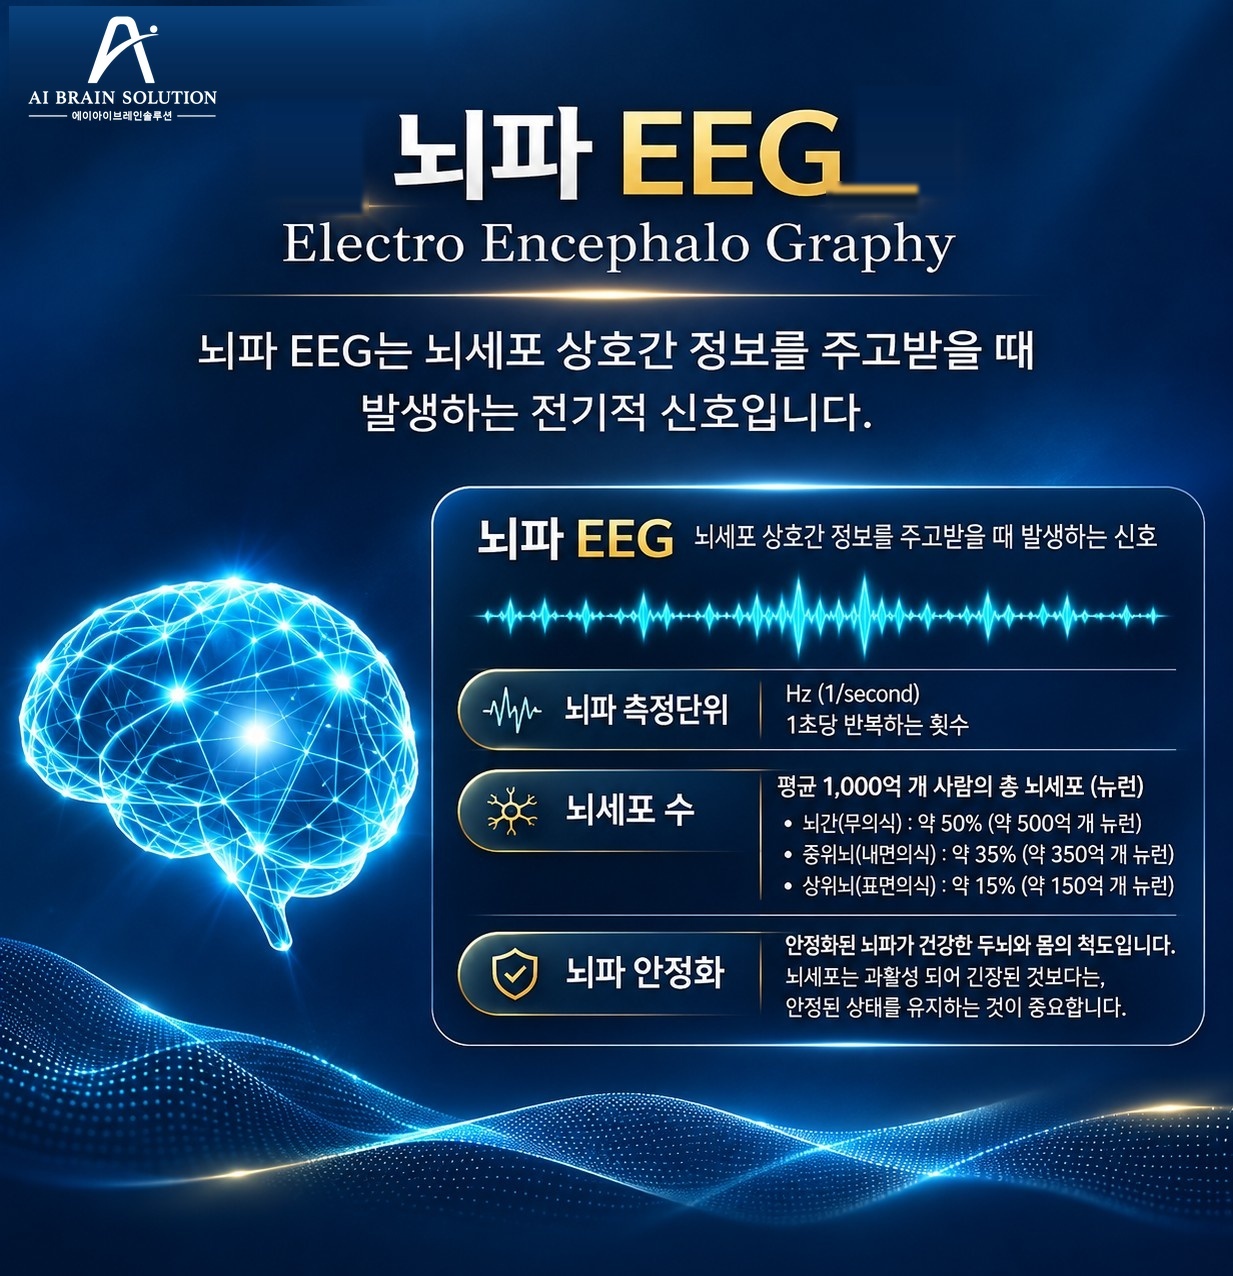 AI BRAIN SOLUTION
에이아이브레인솔루션
뇌파 EEG
Electro Encephalo Graphy
뇌파 EEG는 뇌세포 상호간 정보를 주고받을 때
발생하는 전기적 신호입니다.
뇌파 EEG 뇌세포 상호간 정보를 주고받을 때 발생하는 신호
뇌파 측정단위
Hz (1/second)
1초당 반복하는 횟수
뇌세포 수
평균 1,000억 개 사람의 총 뇌세포 (뉴런)
• 뇌간(무의식) : 약 50% (약 500억 개 뉴런)
• 중위뇌(내면의식) : 약 35% (약 350억 개 뉴런)
• 상위뇌(표면의식) : 약 15% (약 150억 개 뉴런)
뇌파 안정화
안정화된 뇌파가 건강한 두뇌와 몸의 척도입니다.
뇌세포는 과활성 되어 긴장된 것보다는,
안정된 상태를 유지하는 것이 중요합니다.